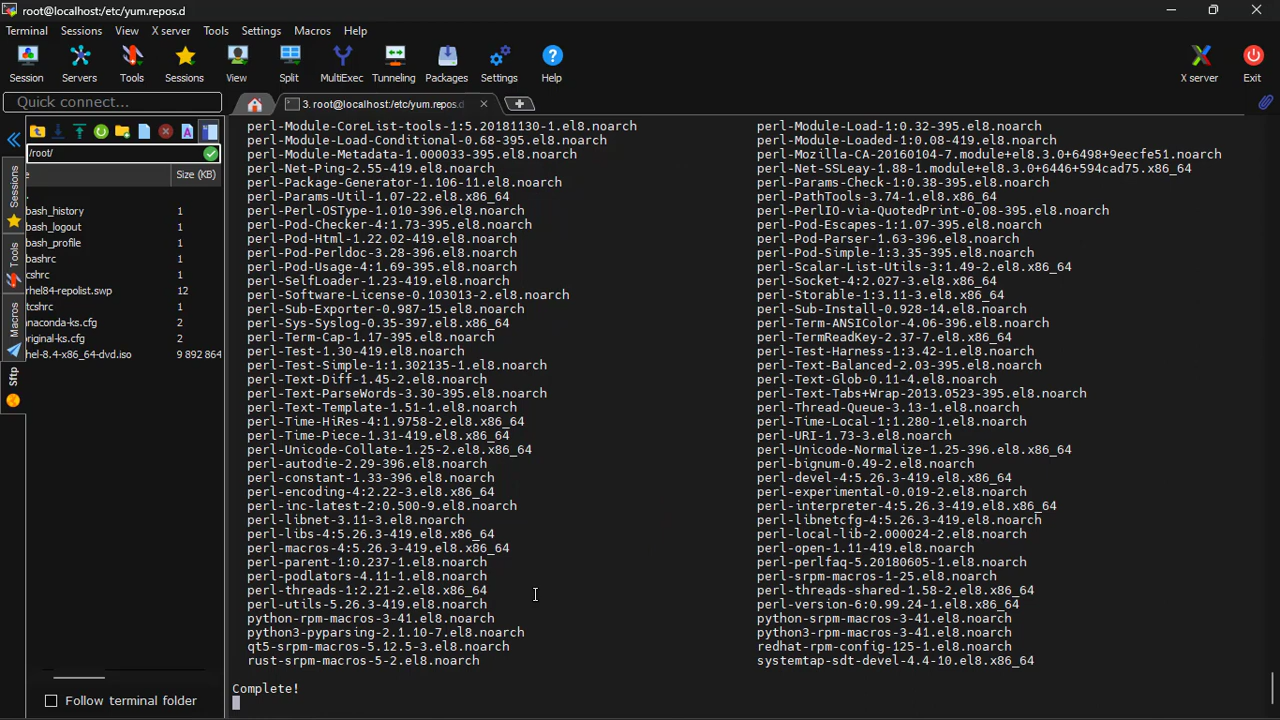 root@localhost:/etc/yum.repos.d
Terminal Sessions View X server Tools Settings Macros Help
Session Servers Tools Sessions View Split MultiExec Tunneling Packages Settings Help X server Exit
Quick connect...
3. root@localhost:/etc/yum.repos.d
/root/
Size (KB)
bash_history 1
bash_logout 1
bash_profile 1
bashrc 1
cshrc 1
rhel84-repolist.swp 12
tcshrc 1
anaconda-ks.cfg 2
original-ks.cfg 2
hel-8.4-x86_64-dvd.iso 9 892 864
Sessions
Tools
Macros
Sftp
Follow terminal folder
perl-Module-CoreList-tools-1:5.20181130-1.el8.noarch perl-Module-Load-1:1.32-395.el8.noarch
perl-Module-Load-Conditional-0.68-395.el8.noarch perl-Module-Loaded-1:0.08-419.el8.noarch
perl-Module-Metadata-1.000033-395.el8.noarch perl-Mozilla-CA-20160104-7.module+el8.3.0+6498+9eecfe51.noarch
perl-Net-Ping-2.55-419.el8.noarch perl-Net-SSLeay-1.88-1.module+el8.3.0+6446+594cad75.x86_64
perl-Package-Generator-1.106-11.el8.noarch perl-Params-Check-1:0.38-395.el8.noarch
perl-Params-Util-1.07-22.el8.x86_64 perl-PathTools-3.74-1.el8.x86_64
perl-Perl-OSType-1.010-396.el8.noarch perl-PerlIO-via-QuotedPrint-0.08-395.el8.noarch
perl-Pod-Checker-4:1.73-395.el8.noarch perl-Pod-Escapes-1:1.07-395.el8.noarch
perl-Pod-Html-1.22.02-419.el8.noarch perl-Pod-Parser-1.63-396.el8.noarch
perl-Pod-Perldoc-3.28-396.el8.noarch perl-Pod-Simple-1:3.35-395.el8.noarch
perl-Pod-Usage-4:1.69-395.el8.noarch perl-Scalar-List-Utils-3:1.49-2.el8.x86_64
perl-SelfLoader-1.23-419.el8.noarch perl-Socket-4:2.027-3.el8.x86_64
perl-Software-License-0.103013-2.el8.noarch perl-Storable-1:3.11-3.el8.x86_64
perl-Sub-Exporter-0.987-15.el8.noarch perl-Sub-Install-0.928-14.el8.noarch
perl-Sys-Syslog-0.35-397.el8.x86_64 perl-Term-ANSIColor-4.06-396.el8.noarch
perl-Term-Cap-1.17-395.el8.noarch perl-TermReadKey-2.37-7.el8.x86_64
perl-Test-1.30-419.el8.noarch perl-Test-Harness-1:3.42-1.el8.noarch
perl-Test-Simple-1:1.302135-1.el8.noarch perl-Text-Balanced-2.03-395.el8.noarch
perl-Text-Diff-1.45-2.el8.noarch perl-Text-Glob-0.11-4.el8.noarch
perl-Text-ParseWords-3.30-395.el8.noarch perl-Text-Tabs+Wrap-2013.0523-395.el8.noarch
perl-Text-Template-1.51-1.el8.noarch perl-Thread-Queue-3.13-1.el8.noarch
perl-Time-HiRes-4:1.9758-2.el8.x86_64 perl-Time-Local-1:1.280-1.el8.noarch
perl-Time-Piece-1.31-419.el8.x86_64 perl-URI-1.73-3.el8.noarch
perl-Unicode-Collate-1.25-2.el8.x86_64 perl-Unicode-Normalize-1.25-396.el8.x86_64
perl-autodie-2.29-396.el8.noarch perl-bignum-0.49-2.el8.noarch
perl-constant-1.33-396.el8.noarch perl-devel-4:5.26.3-419.el8.x86_64
perl-encoding-4:2.22-3.el8.x86_64 perl-experimental-0.019-2.el8.noarch
perl-inc-latest-2:0.500-9.el8.noarch perl-interpreter-4:5.26.3-419.el8.x86_64
perl-libnet-3.11-3.el8.noarch perl-libnetcfg-4:5.26.3-419.el8.noarch
perl-libs-4:5.26.3-419.el8.x86_64 perl-local-lib-2.000024-2.el8.noarch
perl-macros-4:5.26.3-419.el8.x86_64 perl-open-1.11-419.el8.noarch
perl-parent-1:0.237-1.el8.noarch perl-perlfaq-5.20180605-1.el8.noarch
perl-podlators-4.11-1.el8.noarch perl-srpm-macros-1-25.el8.noarch
perl-threads-1:2.21-2.el8.x86_64 perl-threads-shared-1.58-2.el8.x86_64
perl-utils-5.26.3-419.el8.noarch perl-version-6:0.99.24-1.el8.x86_64
python-rpm-macros-3-41.el8.noarch python-srpm-macros-3-41.el8.noarch
python3-pyparsing-2.1.10-7.el8.noarch python3-rpm-macros-3-41.el8.noarch
qt5-srpm-macros-5.12.5-3.el8.noarch redhat-rpm-config-125-1.el8.noarch
rust-srpm-macros-5-2.el8.noarch systemtap-sdt-devel-4.4-10.el8.x86_64
Complete!